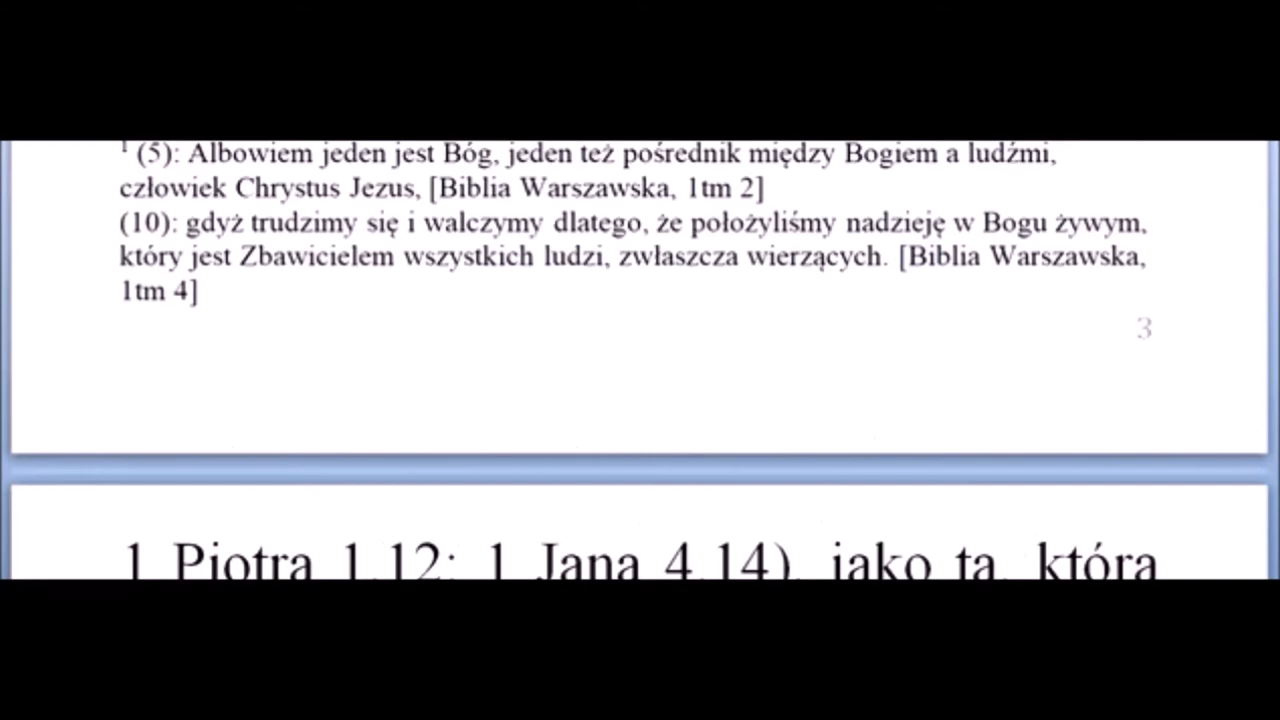 ¹ (5): Albowiem jeden jest Bóg, jeden też pośrednik między Bogiem a ludźmi,
człowiek Chrystus Jezus, [Biblia Warszawska, 1tm 2]
(10): gdyż trudzimy się i walczymy dlatego, że położyliśmy nadzieję w Bogu żywym,
który jest Zbawicielem wszystkich ludzi, zwłaszcza wierzących. [Biblia Warszawska,
1tm 4]
3
1 Piotra 1,12; 1 Jana 4,14), jako ta, która